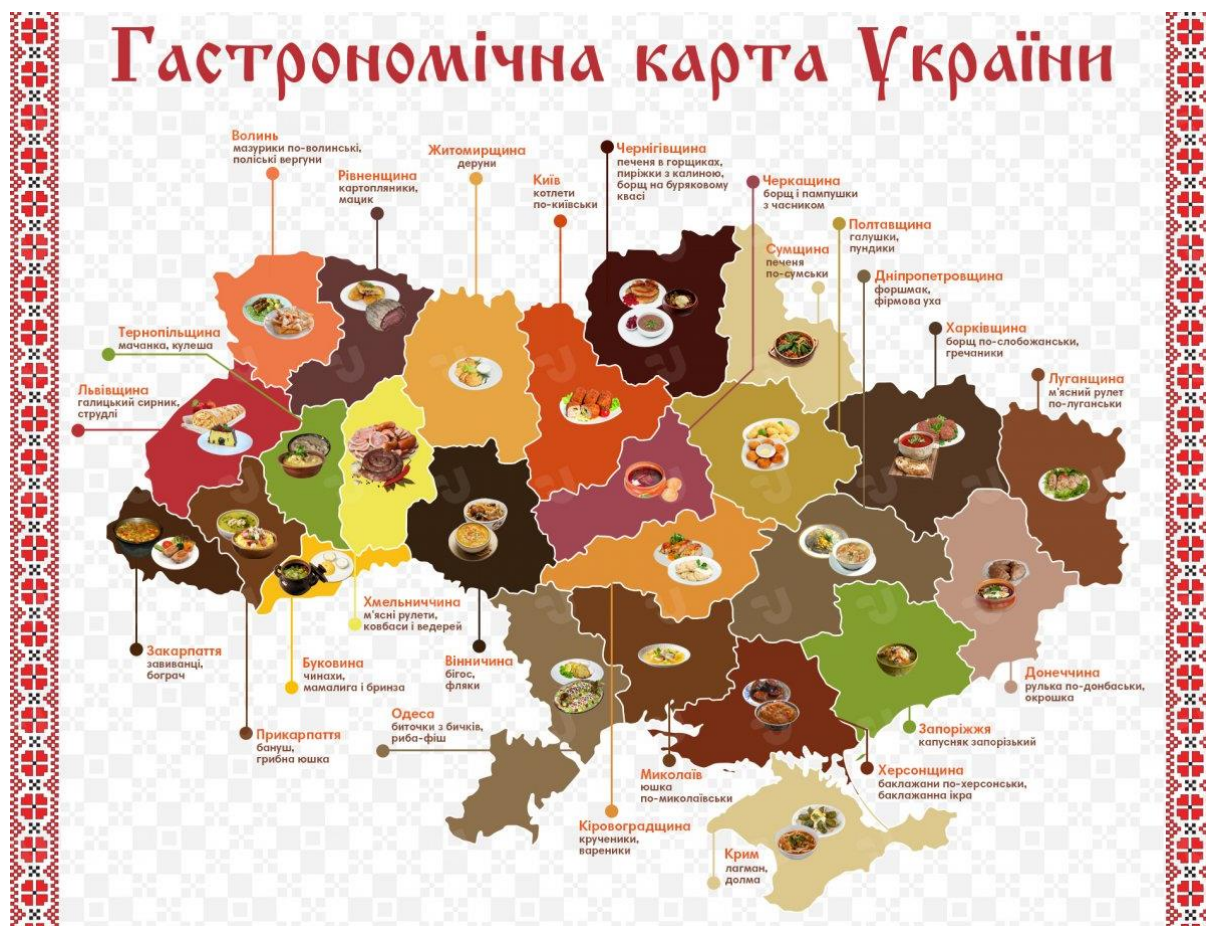 Гастрономічна карта України
Волинь
мазурики по-волинські,
поліські вергуни
Рівненщина
картопляники,
мацик
Житомирщина
деруни
Київ
котлети
по-київськи
Чернігівщина
печеня в горщиках,
пиріжки з калиною,
борщ на буряковому
квасі
Черкащина
борщ і пампушки
з часником
Полтавщина
галушки,
пундики
Сумщина
печеня
по-сумськи
Дніпропетровщина
форшмак,
фірмова уха
Харківщина
борщ по-слобожанськи,
гречаники
Луганщина
м'ясний рулет
по-луганськи
Тернопільщина
мачанка, кулеша
Львівщина
галицький сирник,
струдлі
Закарпаття
завиванці,
бограч
Прикарпаття
бануш,
грибна юшка
Буковина
чинахи,
мамалига і бринза
Хмельниччина
м'ясні рулети,
ковбаси і ведерей
Вінничина
бігос,
фляки
Одеса
биточки з бичків,
риба-фіш
Кіровоградщина
крученики,
вареники
Миколаїв
юшка
по-миколаївськи
Крим
лагман,
долма
Херсонщина
баклажани по-херсонськи,
баклажанна ікра
Запоріжжя
капусняк запорізький
Донеччина
рулька по-донбаськи,
окрошка